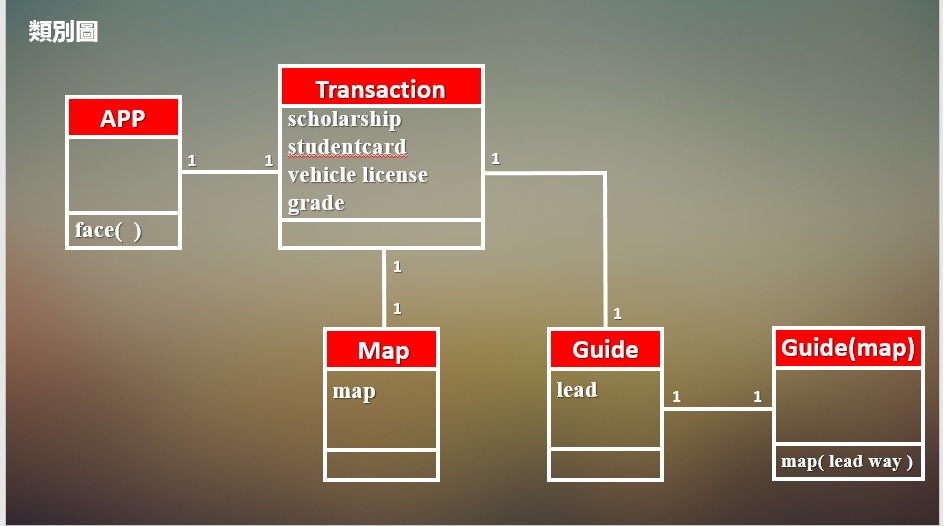 類別圖
APP
face(  )
1
1
Transaction
scholarship
studentcard
vehicle license
grade
1
1
1
1
Map
map
Guide
lead
1
1
Guide(map)
map( lead way )